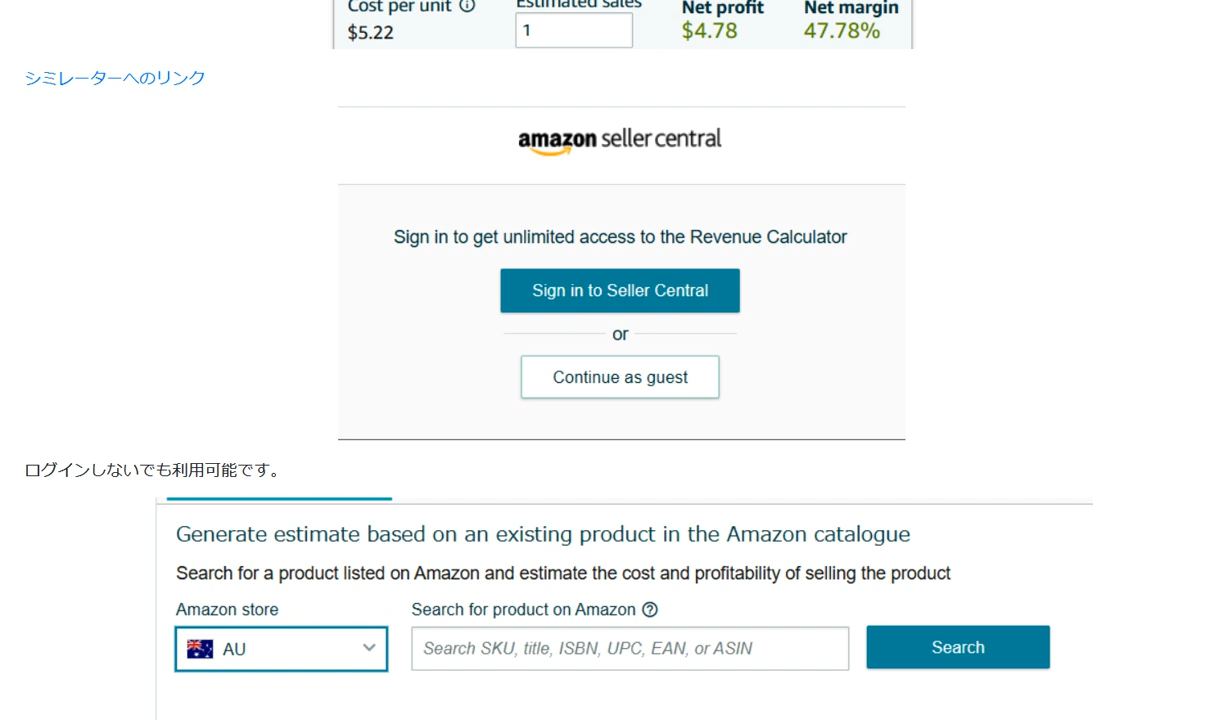 Cost per unit
Estimated sales
Net profit
Net margin
$5.22
1
$4.78
47.78%
シミレーターへのリンク
amazon seller central
Sign in to get unlimited access to the Revenue Calculator
Sign in to Seller Central
or
Continue as guest
ログインしないでも利用可能です。
Generate estimate based on an existing product in the Amazon catalogue
Search for a product listed on Amazon and estimate the cost and profitability of selling the product
Amazon store
Search for product on Amazon
AU
Search SKU, title, ISBN, UPC, EAN, or ASIN
Search